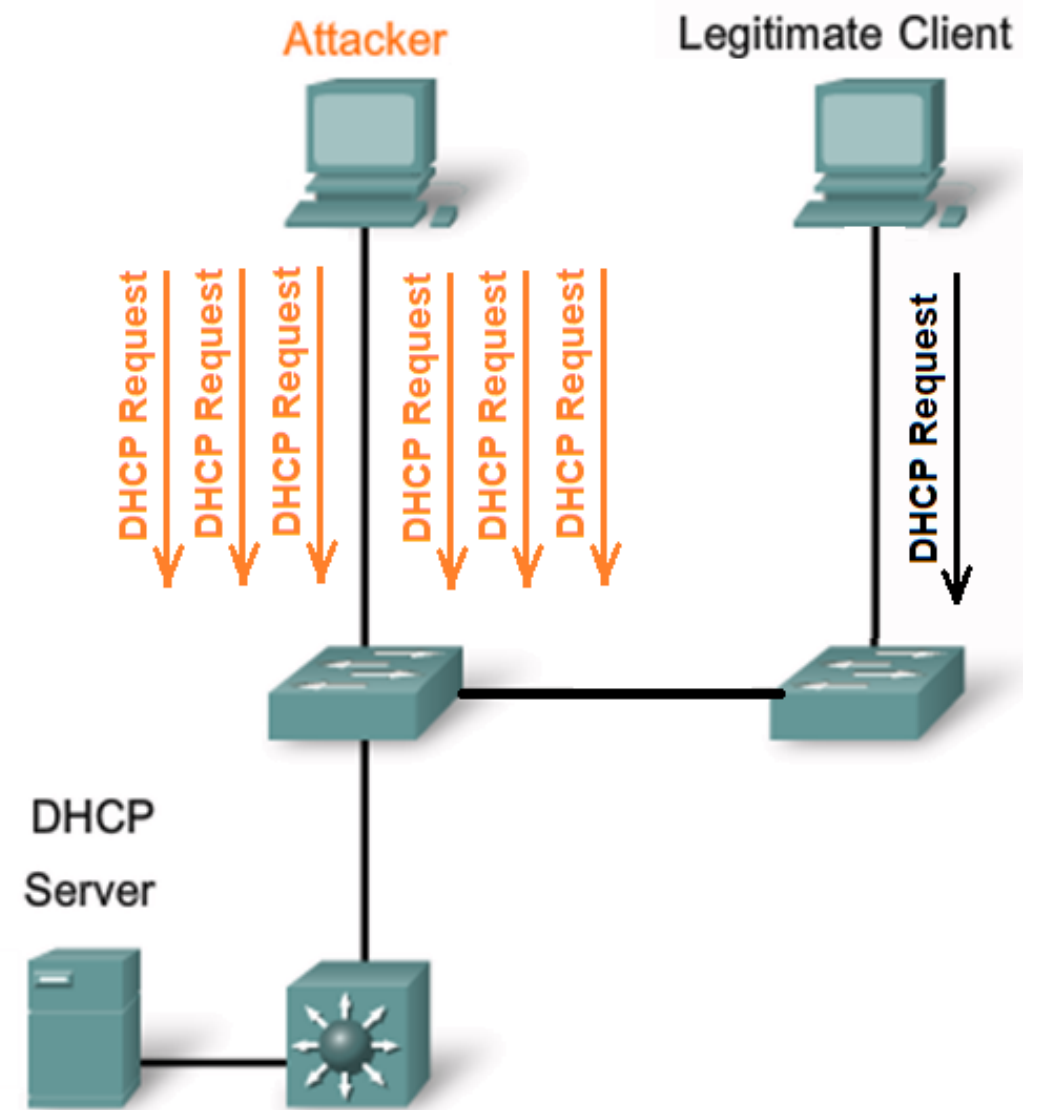 Attacker
Legitimate Client
DHCP Request
DHCP Request
DHCP Request
DHCP Request
DHCP Request
DHCP Request
DHCP Request
DHCP
Server